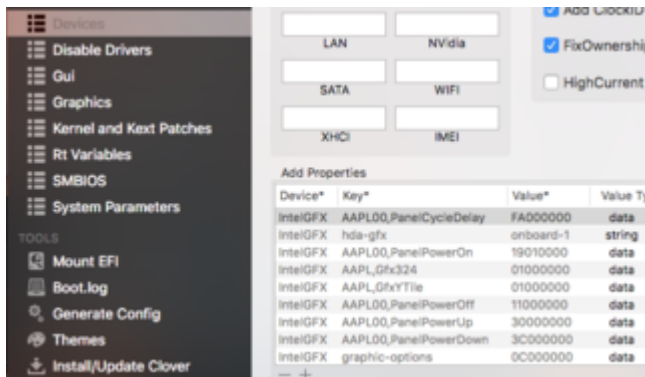 Devices
Disable Drivers
Gui
Graphics
Kernel and Kext Patches
Rt Variables
SMBIOS
System Parameters
TOOLS
Mount EFI
Boot.log
Generate Config
Themes
Install/Update Clover
Add ClockID
LAN NVidia
FixOwnership
SATA WIFI
HighCurrent
XHCI IMEI
Add Properties
Device* Key* Value* Value Ty
IntelGFX AAPL00,PanelCycleDelay FA000000 data
IntelGFX hda-gfx onboard-1 string
IntelGFX AAPL00,PanelPowerOn 19010000 data
IntelGFX AAPL,Gfx324 01000000 data
IntelGFX AAPL,GfxYTile 01000000 data
IntelGFX AAPL00,PanelPowerOff 11000000 data
IntelGFX AAPL00,PanelPowerUp 30000000 data
IntelGFX AAPL00,PanelPowerDown 3C000000 data
IntelGFX graphic-options 0C000000 data